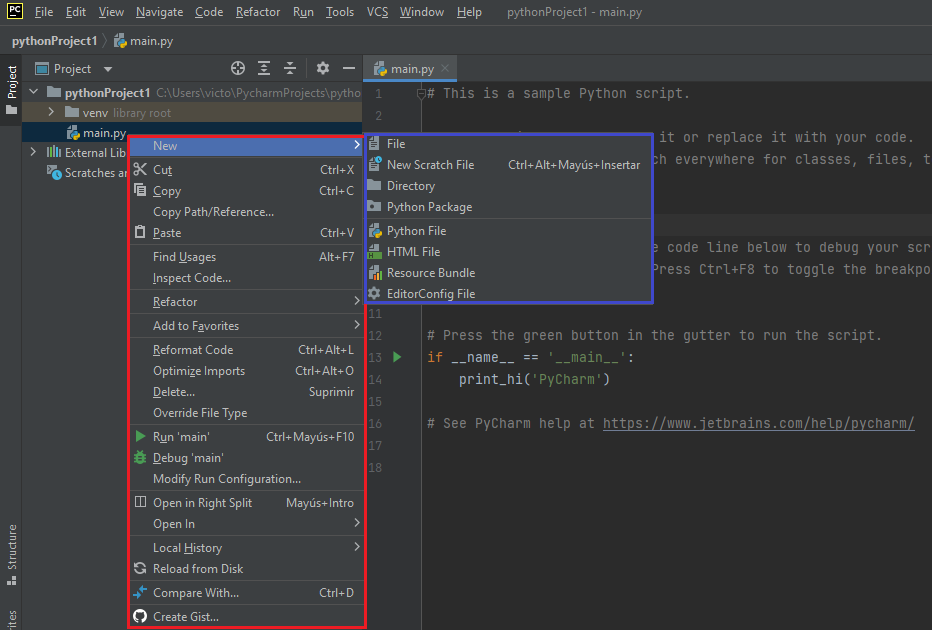 PC File Edit View Navigate Code Refactor Run Tools VCS Window Help pythonProject1 - main.py
pythonProject1 main.py
Project main.py
Project
pythonProject1 C:\Users\victo\PycharmProjects\pytho
venv library root
main.py
External Lib
Scratches ar
New
Cut Ctrl+X
Copy Ctrl+C
Copy Path/Reference...
Paste Ctrl+V
Find Usages Alt+F7
Inspect Code...
Refactor
Add to Favorites
Reformat Code Ctrl+Alt+L
Optimize Imports Ctrl+Alt+O
Delete... Suprimir
Override File Type
Run 'main' Ctrl+Mayús+F10
Debug 'main'
Modify Run Configuration...
Open in Right Split Mayús+Intro
Open In
Local History
Reload from Disk
Compare With... Ctrl+D
Create Gist...
File
New Scratch File Ctrl+Alt+Mayús+Insertar
Directory
Python Package
Python File
HTML File
Resource Bundle
EditorConfig File
1 # This is a sample Python script.
2
it or replace it with your code.
ch everywhere for classes, files, t
e code line below to debug your scr
Press Ctrl+F8 to toggle the breakpo
11
12 # Press the green button in the gutter to run the script.
13 if __name__ == '__main__':
14 print_hi('PyCharm')
15
16 # See PyCharm help at https://www.jetbrains.com/help/pycharm/
17
18
Structure
ites